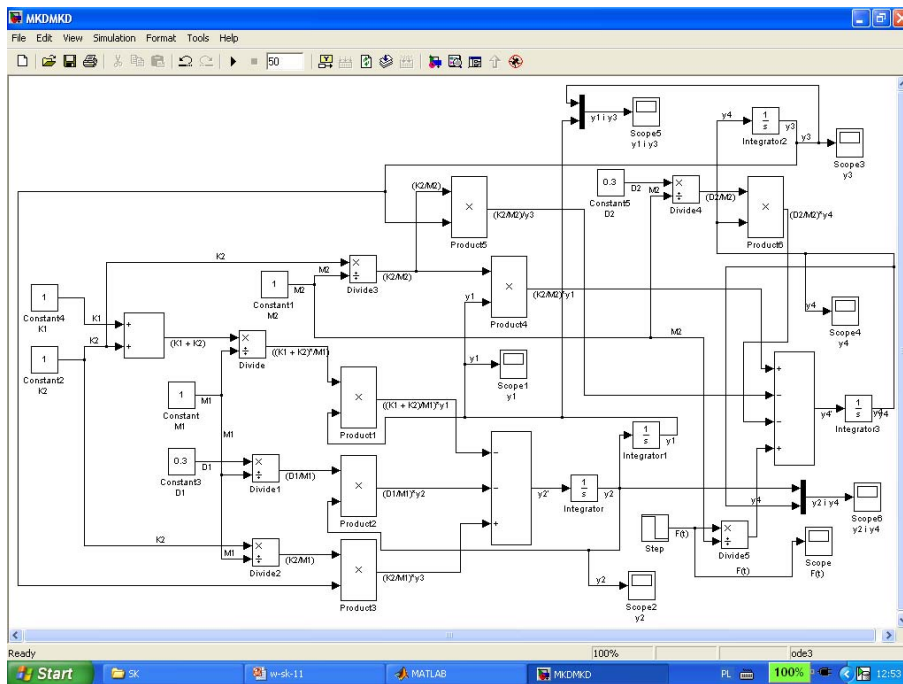 MKDMKD
File Edit View Simulation Format Tools Help
50
y1 i y3
Scope5
y1 i y3
y4
1
s
y3
Integrator2
y3
Scope3
y3
(K2/M2)
×
(K2/M2)/y3
Product5
0.3
D2
Constant5
D2
M2
×
÷
Divide4
(D2/M2)
×
(D2/M2)*y4
Product6
K2
×
÷
Divide3
(K2/M2)
1
M2
M2
Constant1
M2
×
(K2/M2)*y1
Product4
y1
M2
y4
Scope4
y4
1
Constant4
K1
K1
+
+
(K1 + K2)
1
K2
Constant2
K2
×
÷
Divide
((K1 + K2)*/M1)
y1
Scope1
y1
1
M1
Constant
M1
M1
×
((K1 + K2)/M1)*y1
Product1
+
−
−
+
y4'
1
s
y4
Integrator3
0.3
D1
Constant3
D1
×
÷
Divide1
(D1/M1)
×
(D1/M1)*y2
Product2
−
−
+
y2'
1
s
y2
Integrator
1
s
y1
Integrator1
y4
y2 i y4
Scope6
y2 i y4
Step
F(t)
×
÷
Divide5
F(t)
Scope
F(t)
K2
M1
×
÷
Divide2
(K2/M1)
×
(K2/M1)*y3
Product3
y2
Scope2
y2
Ready 100% ode3
Start SK w-sk-11 MATLAB MKDMKD PL 100% 12:53